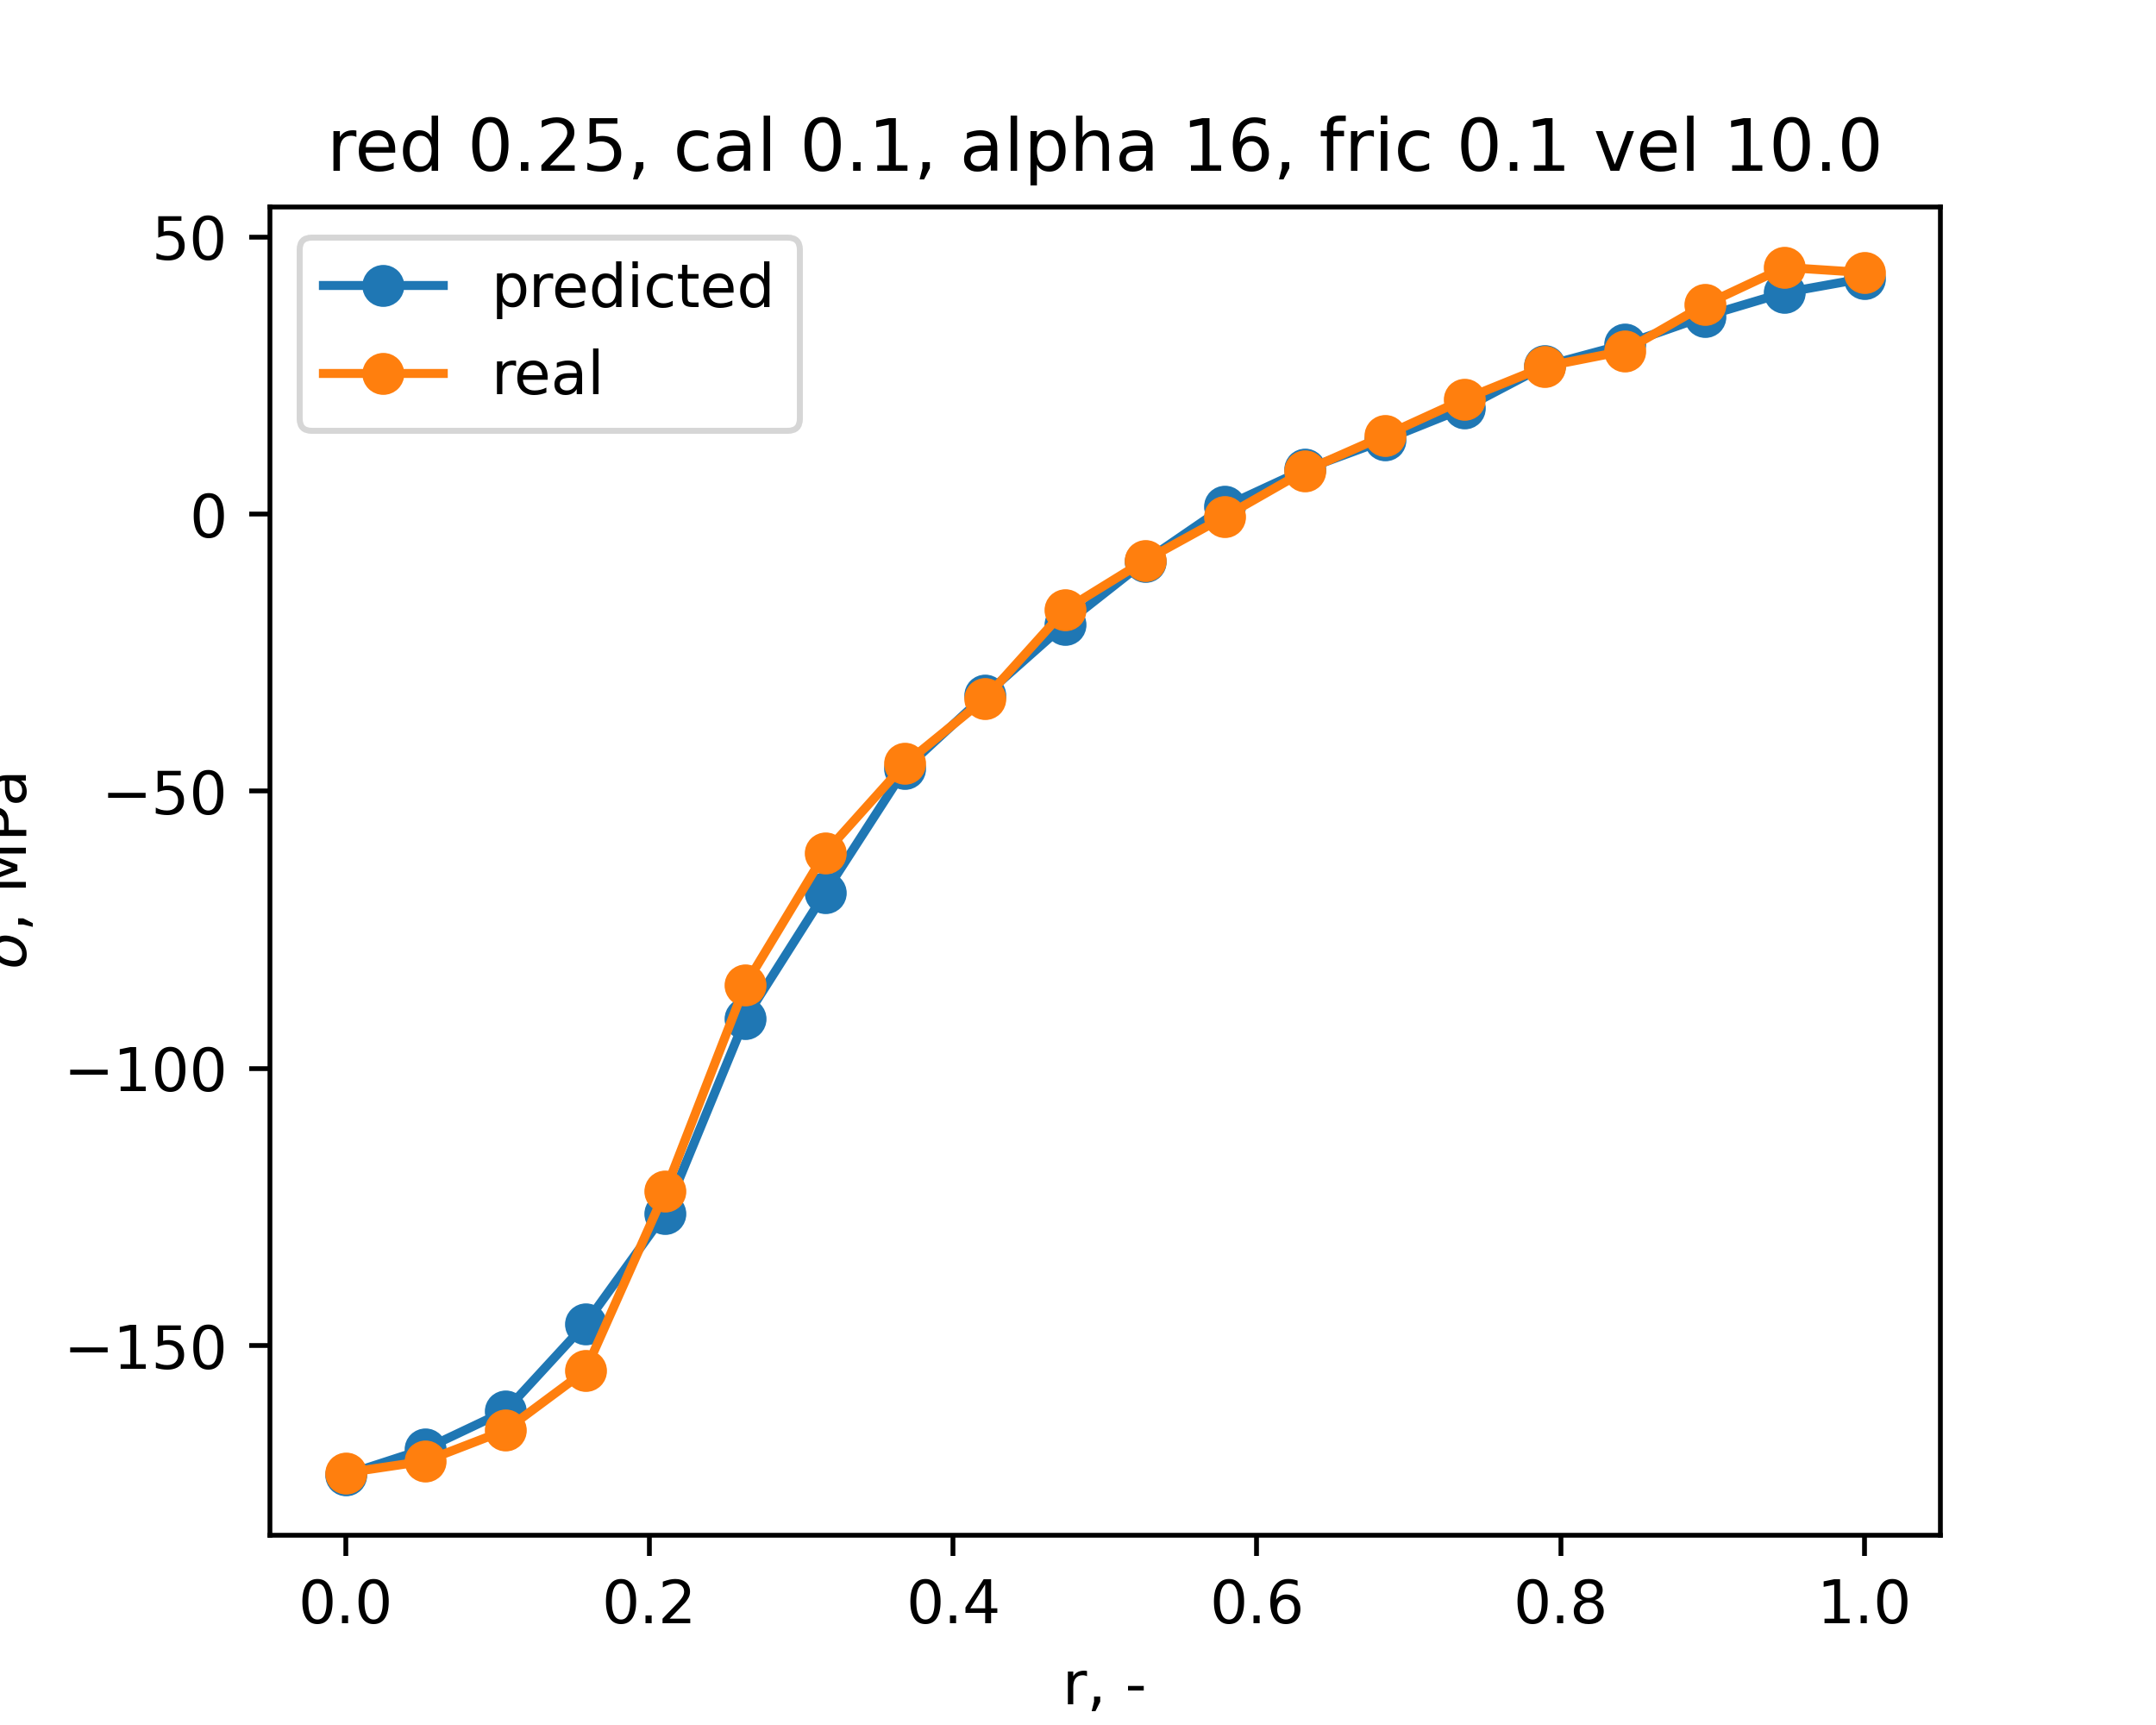 red 0.25, cal 0.1, alpha 16, fric 0.1 vel 10.0
predicted
real
50
0
−50
−100
−150
σ, MPa
0.0 0.2 0.4 0.6 0.8 1.0
r, -